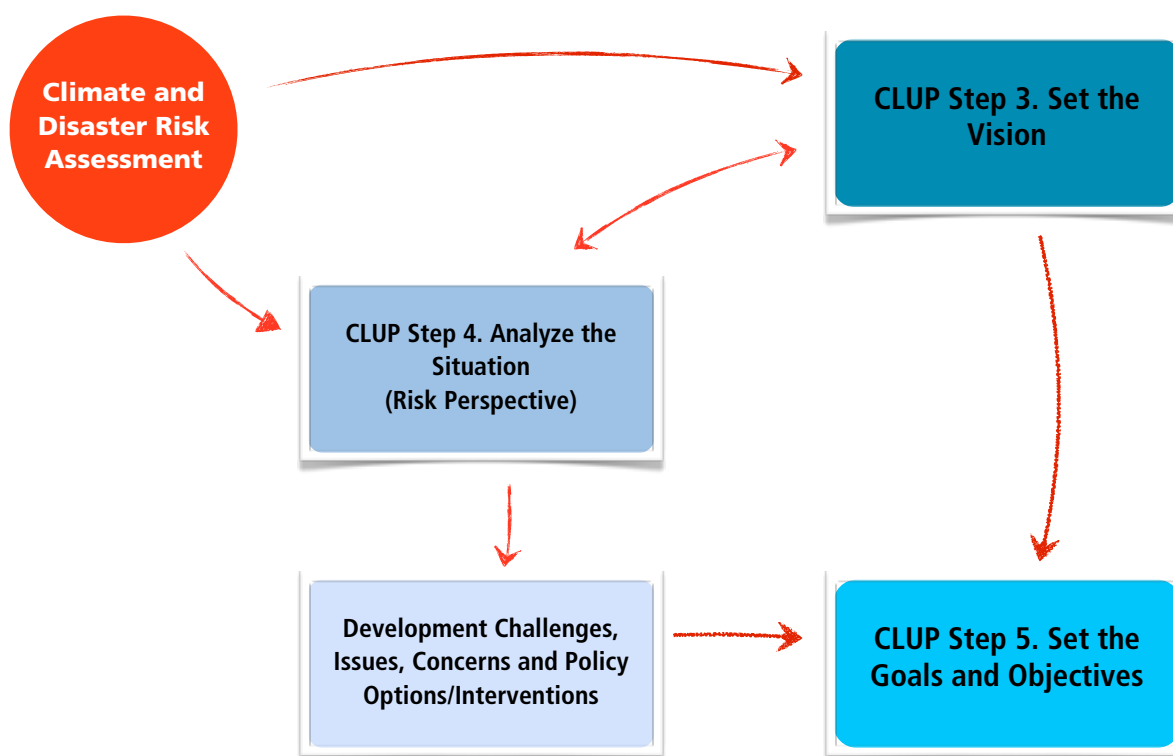 Climate and
Disaster Risk
Assessment
CLUP Step 3. Set the
Vision
CLUP Step 4. Analyze the
Situation
(Risk Perspective)
Development Challenges,
Issues, Concerns and Policy
Options/Interventions
CLUP Step 5. Set the
Goals and Objectives